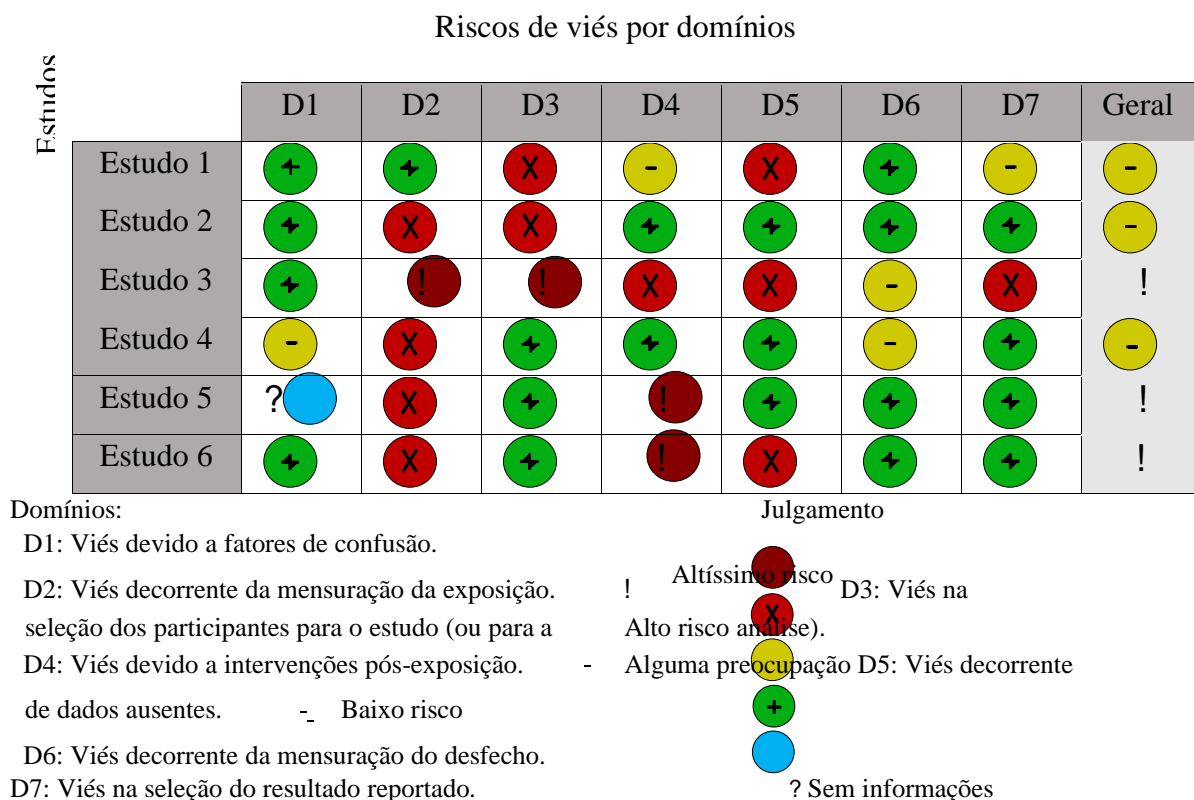 Riscos de viés por domínios
Estudos
D1 D2 D3 D4 D5 D6 D7 Geral
Estudo 1 + + X - X + - -
Estudo 2 + X X + + + + -
Estudo 3 + ! ! X X - X !
Estudo 4 - X + + + - + -
Estudo 5 ? X + ! + + + !
Estudo 6 + X + ! X + + !
Domínios: Julgamento
D1: Viés devido a fatores de confusão.
D2: Viés decorrente da mensuração da exposição. ! Altíssimo risco D3: Viés na
seleção dos participantes para o estudo (ou para a X Alto risco análise).
D4: Viés devido a intervenções pós-exposição. - Alguma preocupação D5: Viés decorrente
de dados ausentes. - Baixo risco +
D6: Viés decorrente da mensuração do desfecho.
D7: Viés na seleção do resultado reportado. ? Sem informações